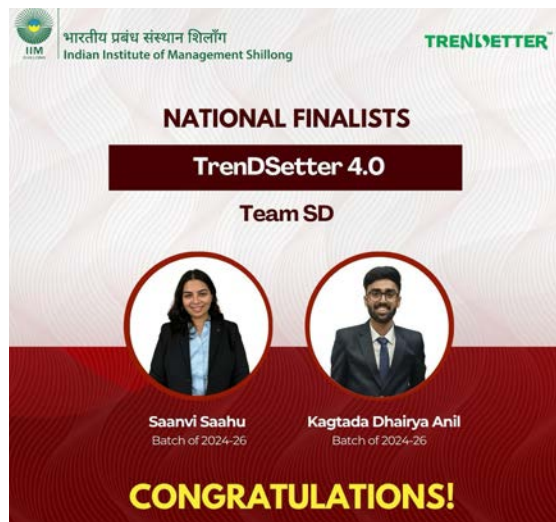 IIM
भारतीय प्रबंध संस्थान शिलाँग
Indian Institute of Management Shillong
TRENDSETTER
NATIONAL FINALISTS
TrenDSetter 4.0
Team SD
Saanvi Saahu
Batch of 2024-26
Kagtada Dhairya Anil
Batch of 2024-26
CONGRATULATIONS!